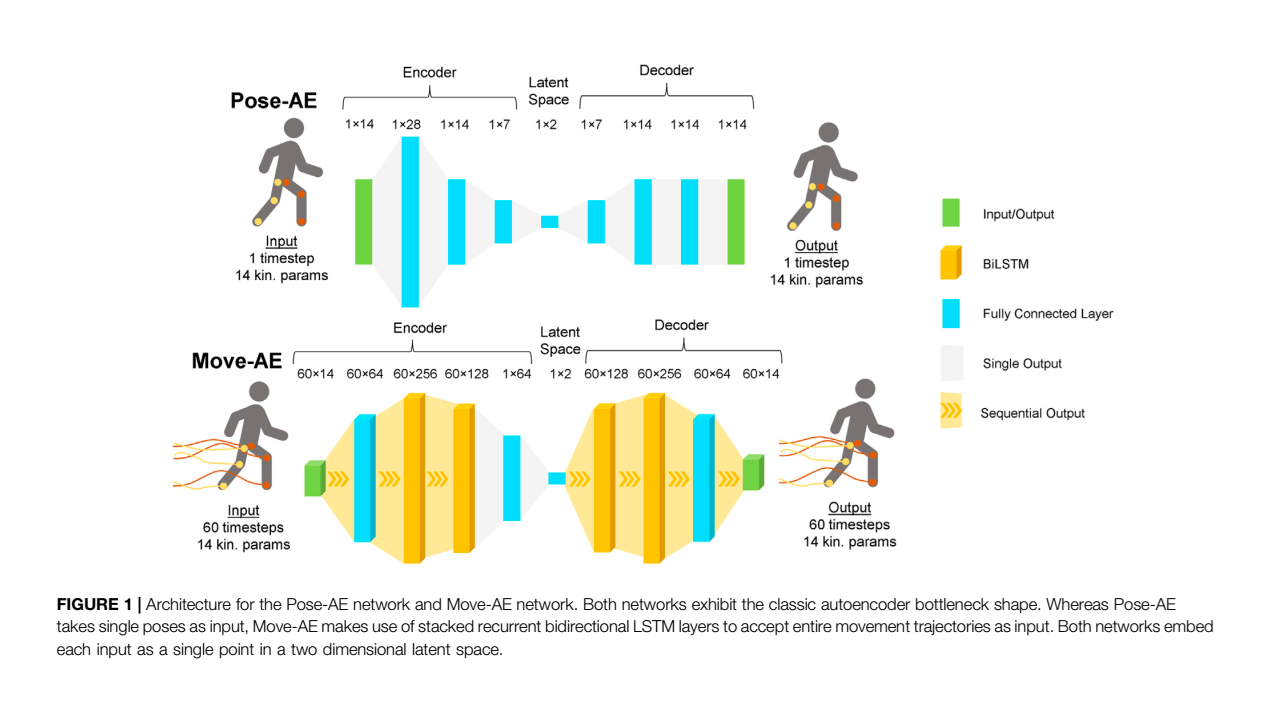 Encoder
Latent
Space
Decoder
Pose-AE
1×14 1×28 1×14 1×7 1×2 1×7 1×14 1×14 1×14
Input
1 timestep
14 kin. params
Output
1 timestep
14 kin. params
Input/Output
BiLSTM
Fully Connected Layer
Single Output
Sequential Output
Encoder
Latent
Space
Decoder
Move-AE
60×14 60×64 60×256 60×128 1×64 1×2 60×128 60×256 60×64 60×14
Input
60 timesteps
14 kin. params
Output
60 timesteps
14 kin. params
FIGURE 1 | Architecture for the Pose-AE network and Move-AE network. Both networks exhibit the classic autoencoder bottleneck shape. Whereas Pose-AE
takes single poses as input, Move-AE makes use of stacked recurrent bidirectional LSTM layers to accept entire movement trajectories as input. Both networks embed
each input as a single point in a two dimensional latent space.